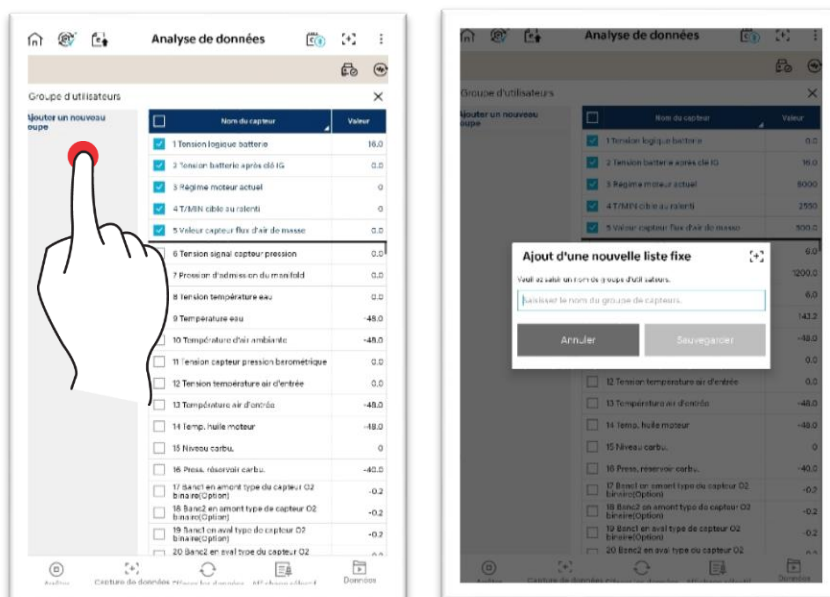 Analyse de données
Groupe d'utilisateurs
Ajouter un nouveau
oupe
Nom du capteur
Valeur
1 Tension logique batterie 16.0
2 Tension batterie après clé IG 0.0
3 Régime moteur actuel 0
4 T/MIN cible au ralenti 0
5 Valeur capteur flux d'air de masse 0.0
6 Tension signal capteur pression 0.0
7 Pression d'admission du manifold 0.0
8 Tension température eau 0.0
9 Température eau -48.0
10 Température d'air ambiante -48.0
11 Tension capteur pression barométrique 0.0
12 Tension température air d'entrée 0.0
13 Température air d'entrée -48.0
14 Temp. huile moteur -48.0
15 Niveau carbu. 0
16 Press. réservoir carbu. -40.0
17 Banc1 en amont type du capteur O2
binaire(Option) -0.2
18 Banc2 en amont type du capteur O2
binaire(Option) -0.2
19 Banc1 en aval type du capteur O2
binaire(Option) -0.2
20 Banc2 en aval type du capteur O2
Capture de données
Données
Analyse de données
Groupe d'utilisateurs
Ajouter un nouveau
oupe
Nom du capteur
Valeur
1 Tension logique batterie 0.0
2 Tension batterie après clé IG 16.0
3 Régime moteur actuel 8000
4 T/MIN cible au ralenti 2550
5 Valeur capteur flux d'air de masse 500.0
6.0
Ajout d'une nouvelle liste fixe
Veuillez saisir un nom de groupe d'utilisateurs.
1200.0
Saisissez le nom du groupe de capteurs.
6.0
143.2
Annuler
Sauvegarder
-48.0
0.0
12 Tension température air d'entrée 0.0
13 Température air d'entrée -48.0
14 Temp. huile moteur -48.0
15 Niveau carbu. 0
16 Press. réservoir carbu. -40.0
17 Banc1 en amont type du capteur O2
binaire(Option) -0.2
18 Banc2 en amont type du capteur O2
binaire(Option) -0.2
19 Banc1 en aval type du capteur O2
binaire(Option) -0.2
20 Banc2 en aval type du capteur O2
Capture de données
Données